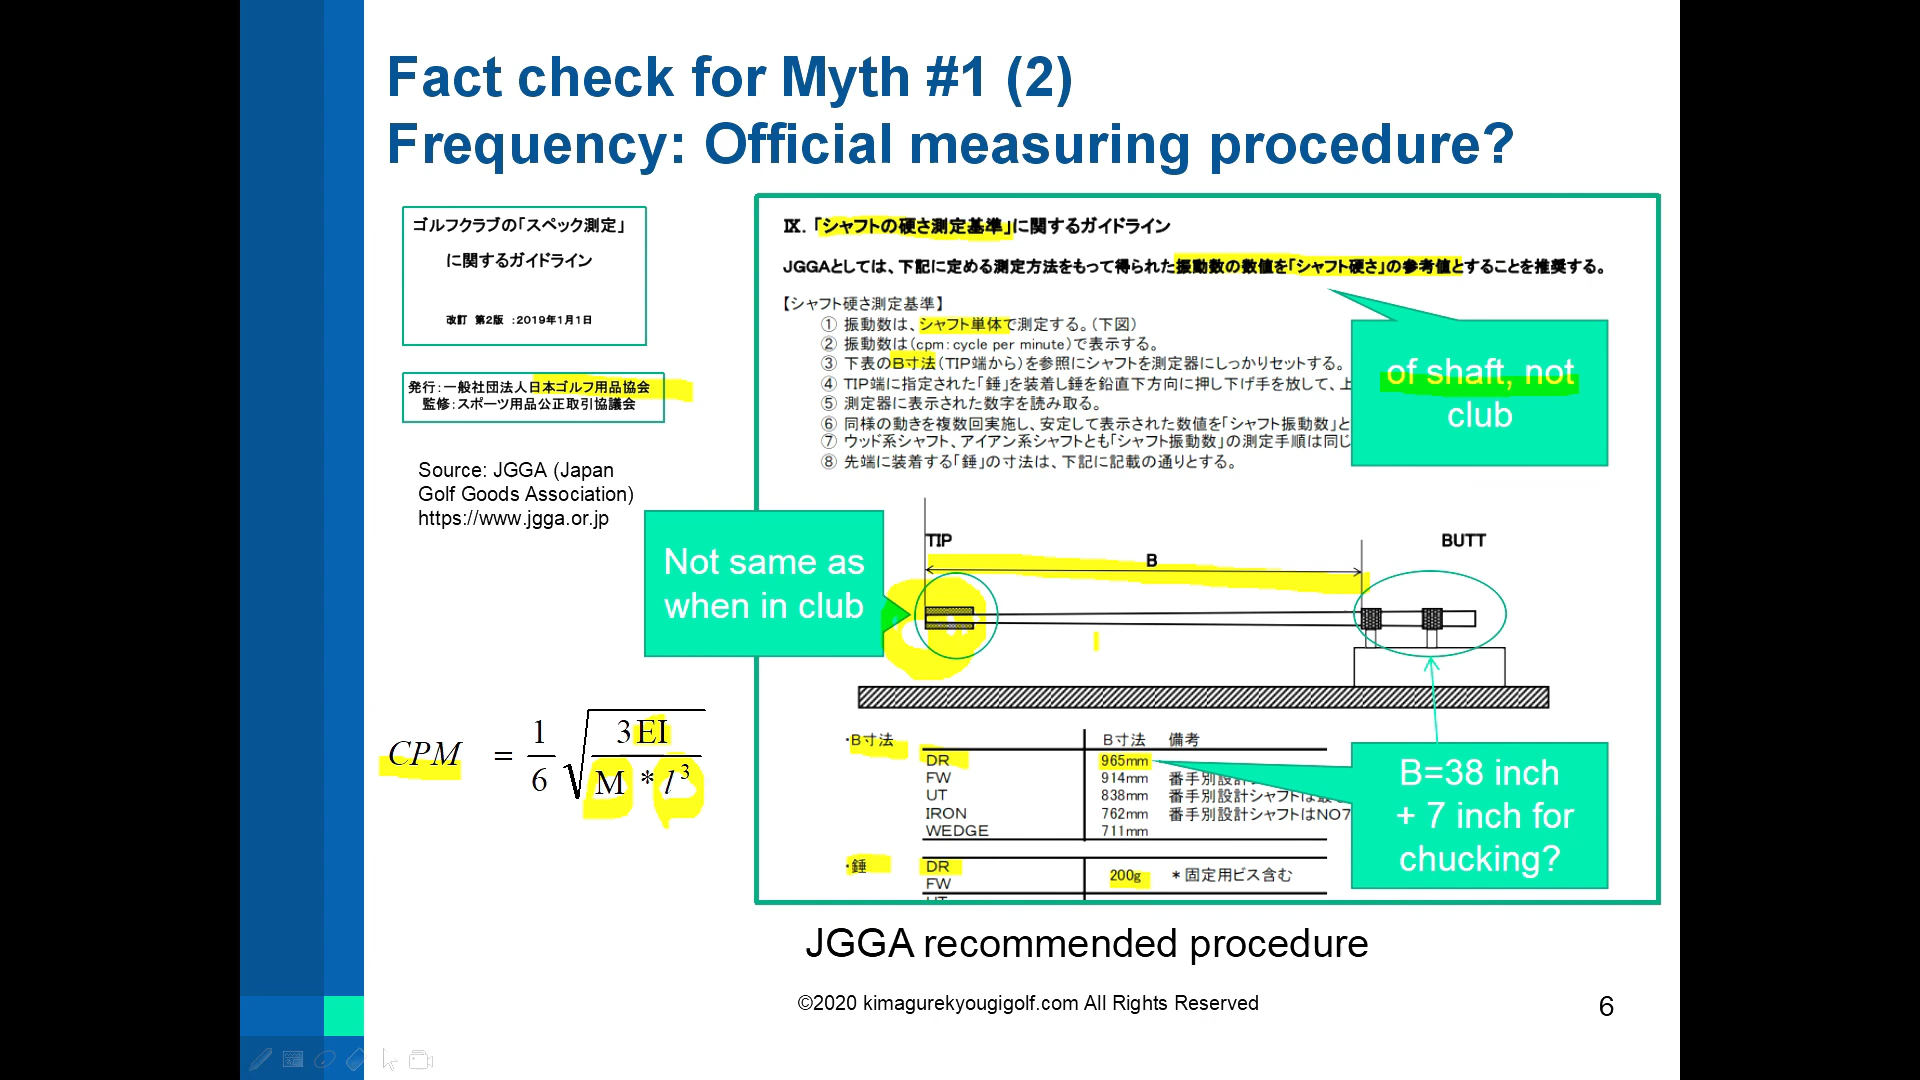 Fact check for Myth #1 (2)
Frequency: Official measuring procedure?
ゴルフクラブの「スペック測定」
に関するガイドライン
改訂 第2版 :2019年1月1日
発行:一般社団法人日本ゴルフ用品協会
監修:スポーツ用品公正取引協議会
Source: JGGA (Japan
Golf Goods Association)
https://www.jgga.or.jp
Ⅸ.「シャフトの硬さ測定基準」に関するガイドライン
JGGAとしては、下記に定める測定方法をもって得られた振動数の数値を「シャフト硬さ」の参考値とすることを推奨する。
【シャフト硬さ測定基準】
① 振動数は、シャフト単体で測定する。(下図)
② 振動数は(cpm:cycle per minute)で表示する。
③ 下表のB寸法(TIP端から)を参照にシャフトを測定器にしっかりセットする。
④ TIP端に指定された「錘」を装着し錘を鉛直下方向に押し下げ手を放して、上
⑤ 測定器に表示された数字を読み取る。
⑥ 同様の動きを複数回実施し、安定して表示された数値を「シャフト振動数」と
⑦ ウッド系シャフト、アイアン系シャフトとも「シャフト振動数」の測定手順は同じ
⑧ 先端に装着する「錘」の寸法は、下記に記載の通りとする。
of shaft, not
club
Not same as
when in club
TIP
B
BUTT
CPM = 1/6 √(3EI / M * l³)
・B寸法 B寸法 備考
DR 965mm
FW 914mm 番手別設計
UT 838mm 番手別設計シャフトは
IRON 762mm 番手別設計シャフトはNO7
WEDGE 711mm
・錘 DR 200g *固定用ビス含む
FW
B=38 inch
+ 7 inch for
chucking?
JGGA recommended procedure
©2020 kimagurekyougigolf.com All Rights Reserved
6